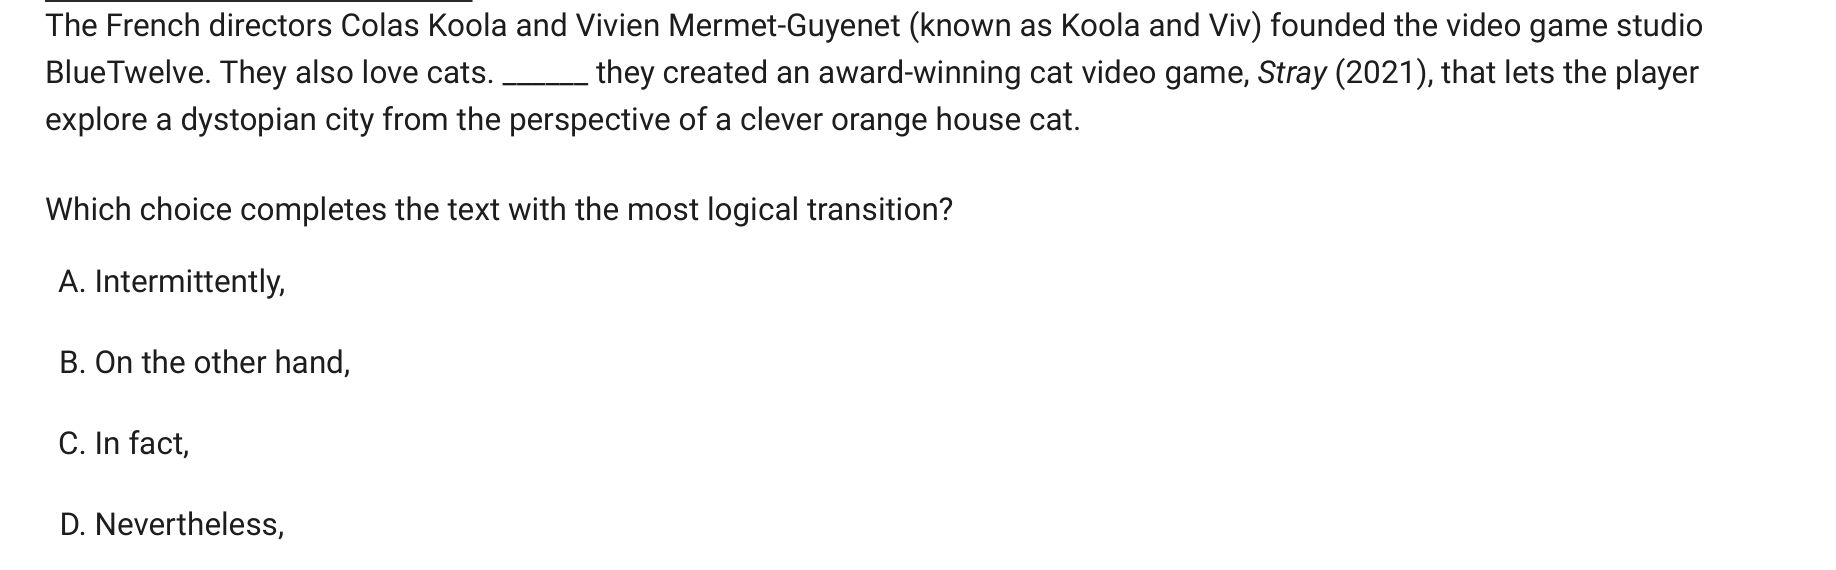 The French directors Colas Koola and Vivien Mermet-Guyenet (known as Koola and Viv) founded the video game studio
BlueTwelve. They also love cats. ______ they created an award-winning cat video game, Stray (2021), that lets the player
explore a dystopian city from the perspective of a clever orange house cat.
Which choice completes the text with the most logical transition?
A. Intermittently,
B. On the other hand,
C. In fact,
D. Nevertheless,